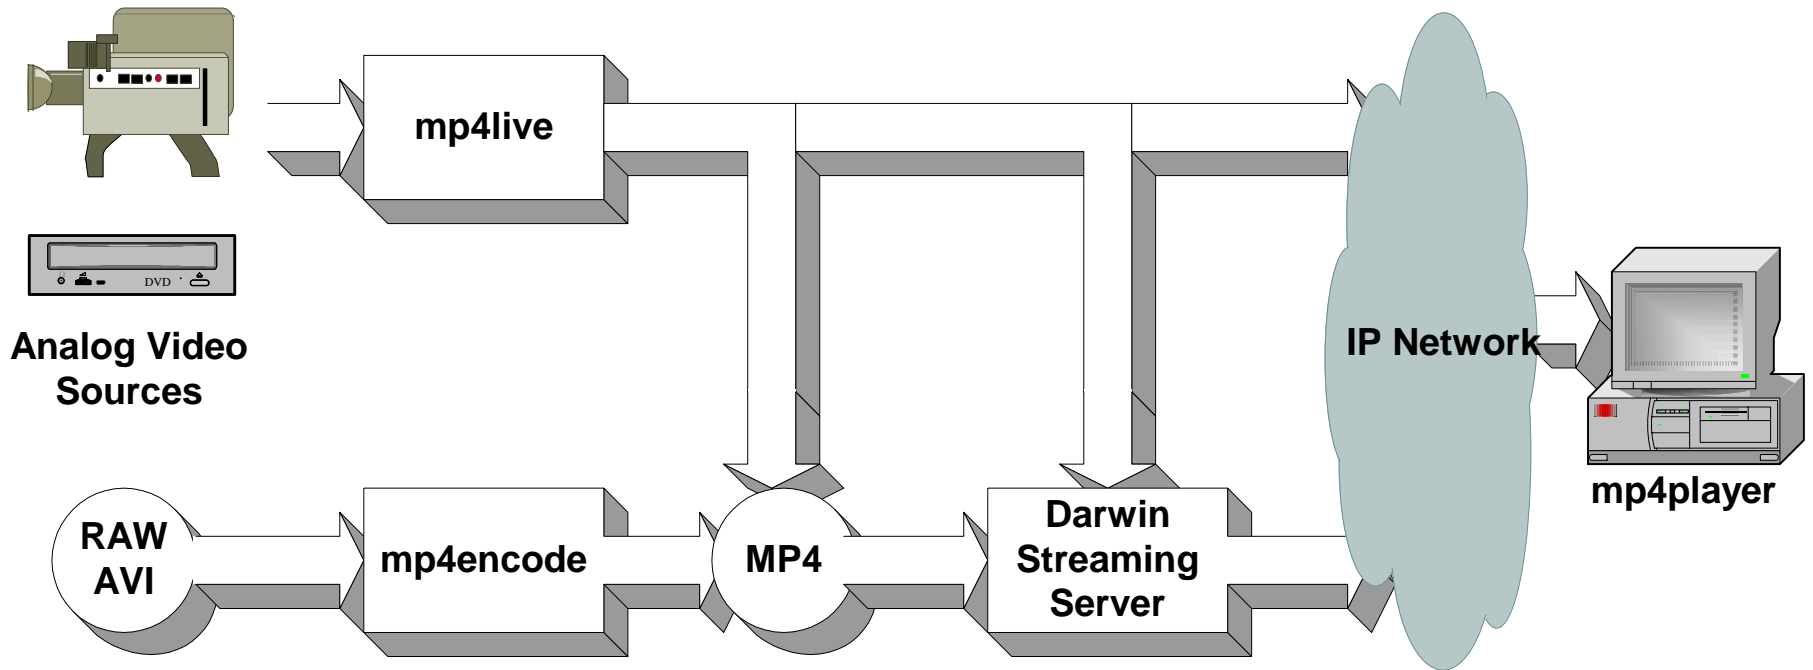 mp4live
DVD
Analog Video
Sources
IP Network
mp4player
RAW
AVI
mp4encode
MP4
Darwin
Streaming
Server